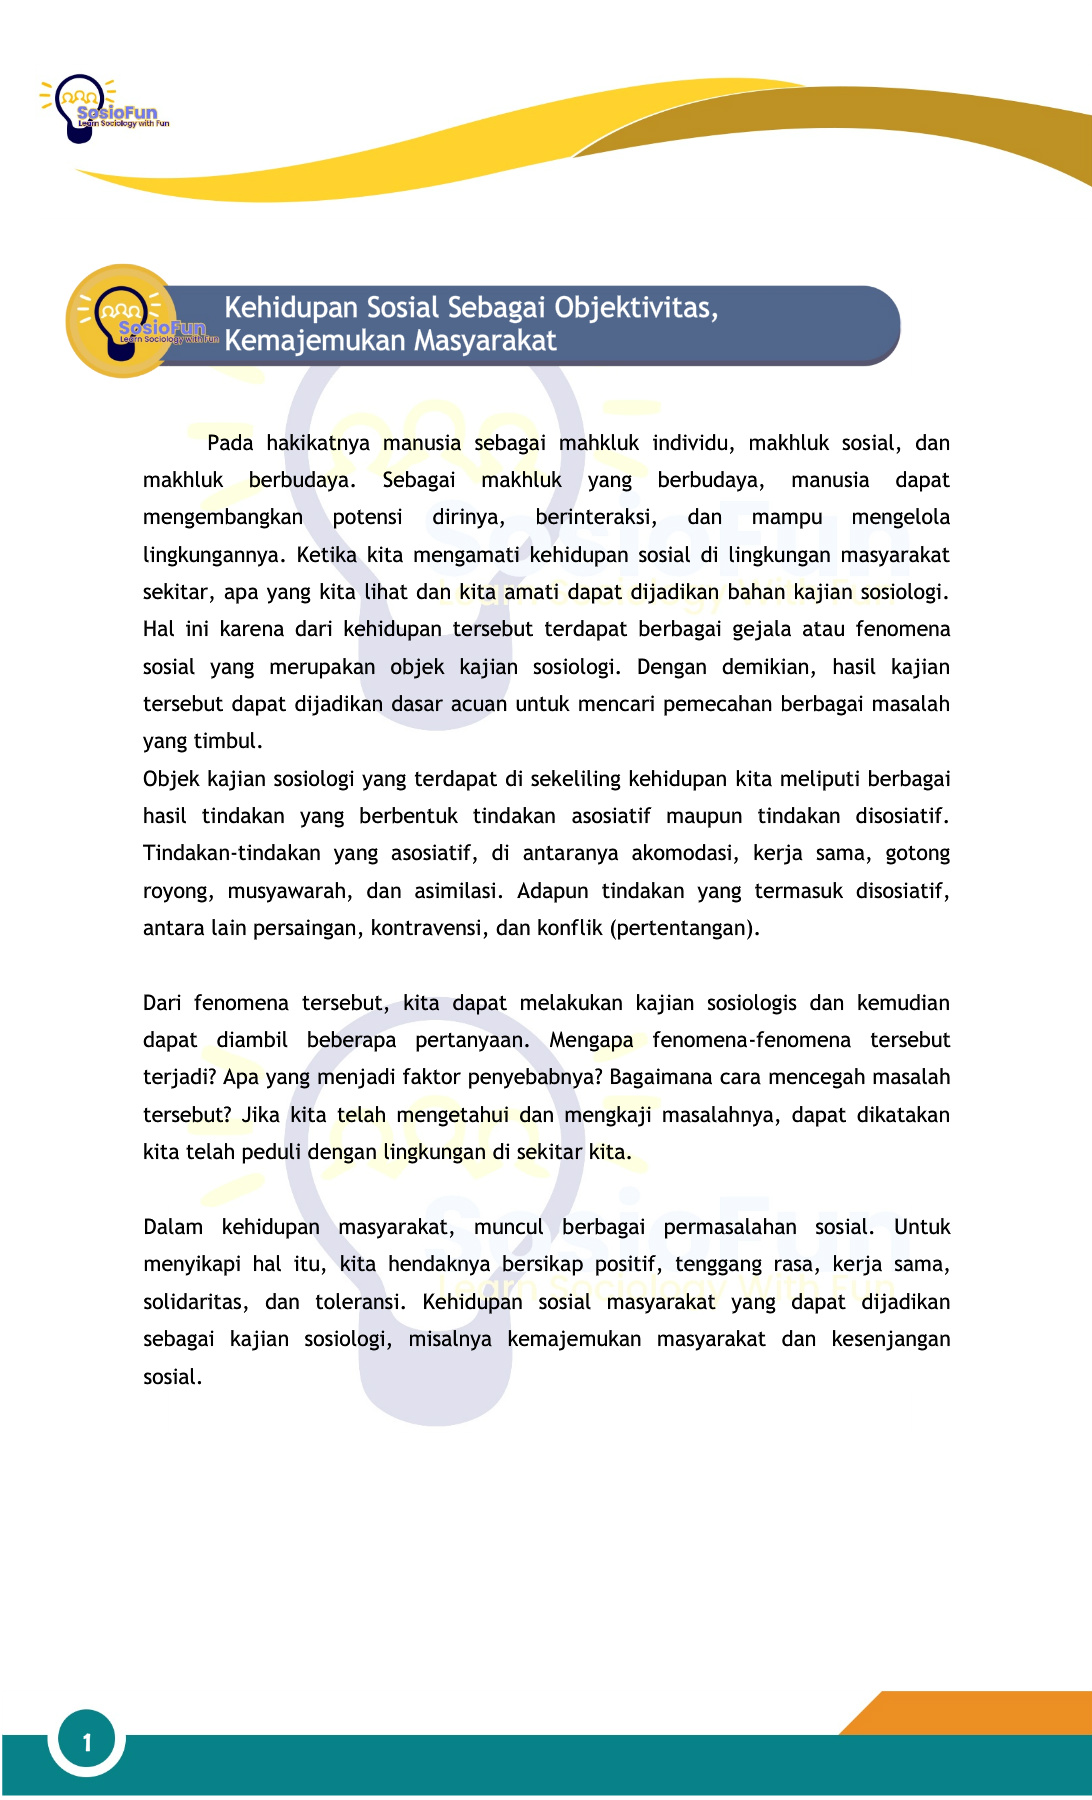 SosioFun
Learn Sociology with Fun
SosioFun
Learn Sociology with Fun
Kehidupan Sosial Sebagai Objektivitas,
Kemajemukan Masyarakat
Pada hakikatnya manusia sebagai mahkluk individu, makhluk sosial, dan
makhluk berbudaya. Sebagai makhluk yang berbudaya, manusia dapat
mengembangkan potensi dirinya, berinteraksi, dan mampu mengelola
lingkungannya. Ketika kita mengamati kehidupan sosial di lingkungan masyarakat
sekitar, apa yang kita lihat dan kita amati dapat dijadikan bahan kajian sosiologi.
Hal ini karena dari kehidupan tersebut terdapat berbagai gejala atau fenomena
sosial yang merupakan objek kajian sosiologi. Dengan demikian, hasil kajian
tersebut dapat dijadikan dasar acuan untuk mencari pemecahan berbagai masalah
yang timbul.
Objek kajian sosiologi yang terdapat di sekeliling kehidupan kita meliputi berbagai
hasil tindakan yang berbentuk tindakan asosiatif maupun tindakan disosiatif.
Tindakan-tindakan yang asosiatif, di antaranya akomodasi, kerja sama, gotong
royong, musyawarah, dan asimilasi. Adapun tindakan yang termasuk disosiatif,
antara lain persaingan, kontravensi, dan konflik (pertentangan).
Dari fenomena tersebut, kita dapat melakukan kajian sosiologis dan kemudian
dapat diambil beberapa pertanyaan. Mengapa fenomena-fenomena tersebut
terjadi? Apa yang menjadi faktor penyebabnya? Bagaimana cara mencegah masalah
tersebut? Jika kita telah mengetahui dan mengkaji masalahnya, dapat dikatakan
kita telah peduli dengan lingkungan di sekitar kita.
Dalam kehidupan masyarakat, muncul berbagai permasalahan sosial. Untuk
menyikapi hal itu, kita hendaknya bersikap positif, tenggang rasa, kerja sama,
solidaritas, dan toleransi. Kehidupan sosial masyarakat yang dapat dijadikan
sebagai kajian sosiologi, misalnya kemajemukan masyarakat dan kesenjangan
sosial.
SosioFun
Learn Sociology With Fun
SosioFun
Learn Sociology With Fun
1